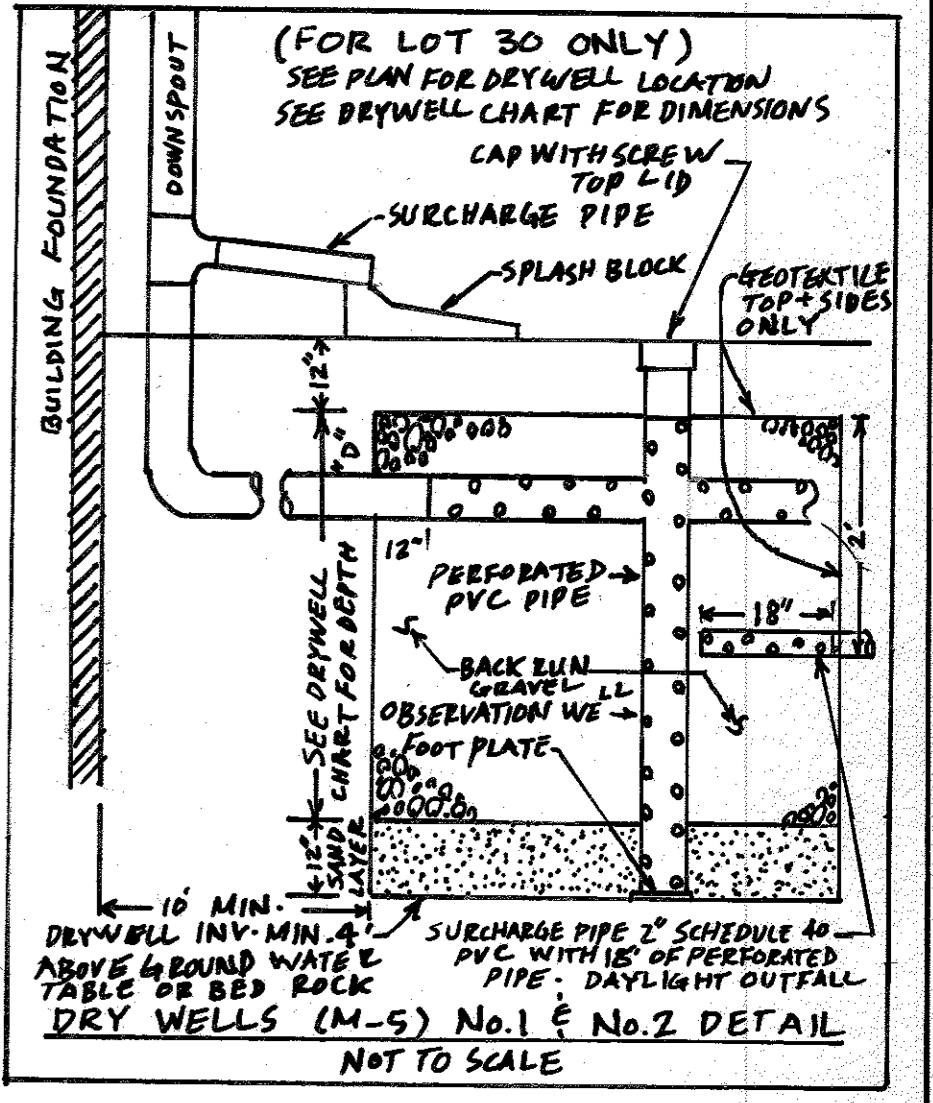 (FOR LOT 30 ONLY)
SEE PLAN FOR DRYWELL LOCATION
SEE DRYWELL CHART FOR DIMENSIONS
BUILDING FOUNDATION
DOWNSPOUT
CAP WITH SCREW
TOP LID
SURCHARGE PIPE
SPLASH BLOCK
GEOTEKTILE
TOP + SIDES
ONLY
12"
"D"
2'
12"
PERFORATED
PVC PIPE
18"
SEE DRYWELL
CHART FOR DEPTH
BACK RUN
GRAVEL
OBSERVATION WELL
FOOT PLATE
12"
SAND
LAYER
10' MIN.
DRYWELL INV. MIN. 4'
ABOVE GROUND WATER
TABLE OR BED ROCK
SURCHARGE PIPE 2" SCHEDULE 40
PVC WITH 18" OF PERFORATED
PIPE. DAYLIGHT OUTFALL
DRY WELLS (M-5) No.1 & No.2 DETAIL
NOT TO SCALE